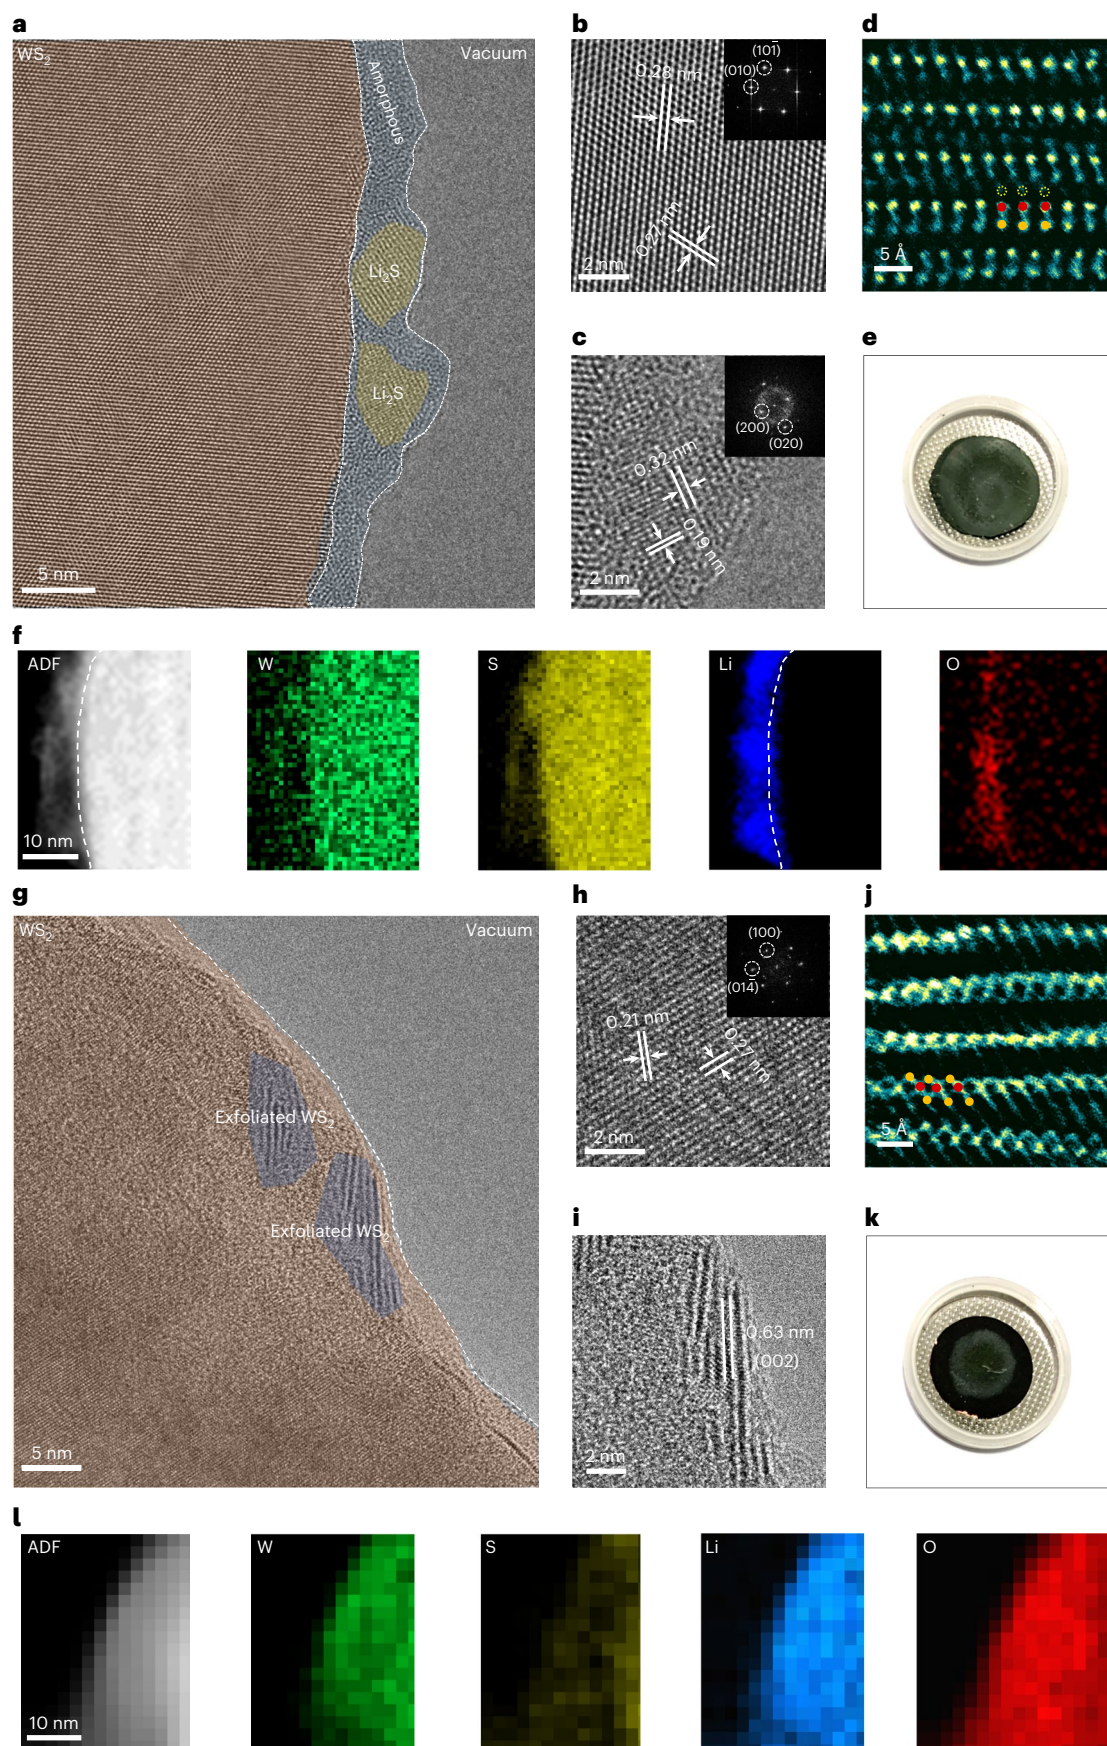 a
WS2
Amorphous
Vacuum
Li2S
Li2S
5 nm
b
(101̄)
(010)
0.28 nm
0.27 nm
2 nm
d
5 Å
c
(200)
(020)
0.32 nm
0.19 nm
2 nm
e
f
ADF
W
S
Li
O
10 nm
g
WS2
Vacuum
Exfoliated WS2
Exfoliated WS2
5 nm
h
(100)
(014̄)
0.21 nm
0.27 nm
2 nm
j
5 Å
i
0.63 nm
(002)
2 nm
k
l
ADF
W
S
Li
O
10 nm